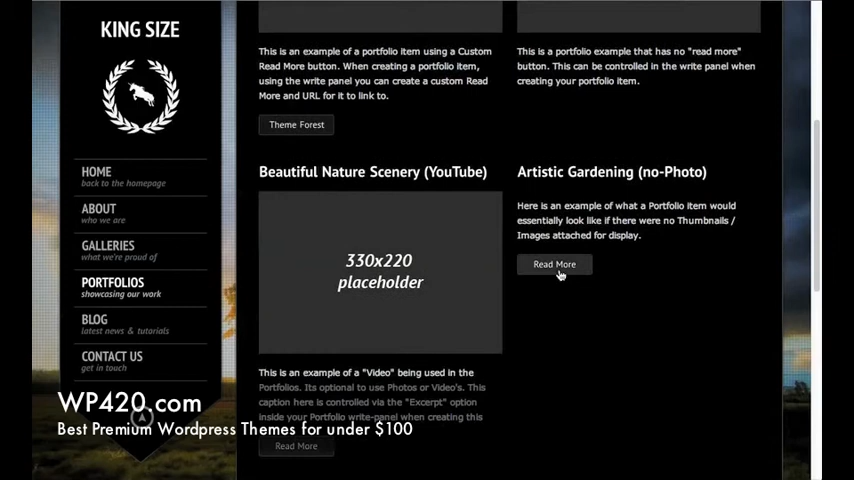 KING SIZE
HOME
back to the homepage
ABOUT
who we are
GALLERIES
what we're proud of
PORTFOLIOS
showcasing our work
BLOG
latest news & tutorials
CONTACT US
get in touch
This is an example of a portfolio item using a Custom
Read More button. When creating a portfolio item,
using the write panel you can create a custom Read
More and URL for it to link to.
Theme Forest
This is a portfolio example that has no "read more"
button. This can be controlled in the write panel when
creating your portfolio item.
Beautiful Nature Scenery (YouTube)
330x220
placeholder
This is an example of a "Video" being used in the
Portfolios. Its optional to use Photos or Video's. This
caption here is controlled via the "Excerpt" option
inside your Portfolio write-panel when creating this
Read More
Artistic Gardening (no-Photo)
Here is an example of what a Portfolio item would
essentially look like if there were no Thumbnails /
Images attached for display.
Read More
WP420.com
Best Premium Wordpress Themes for under $100